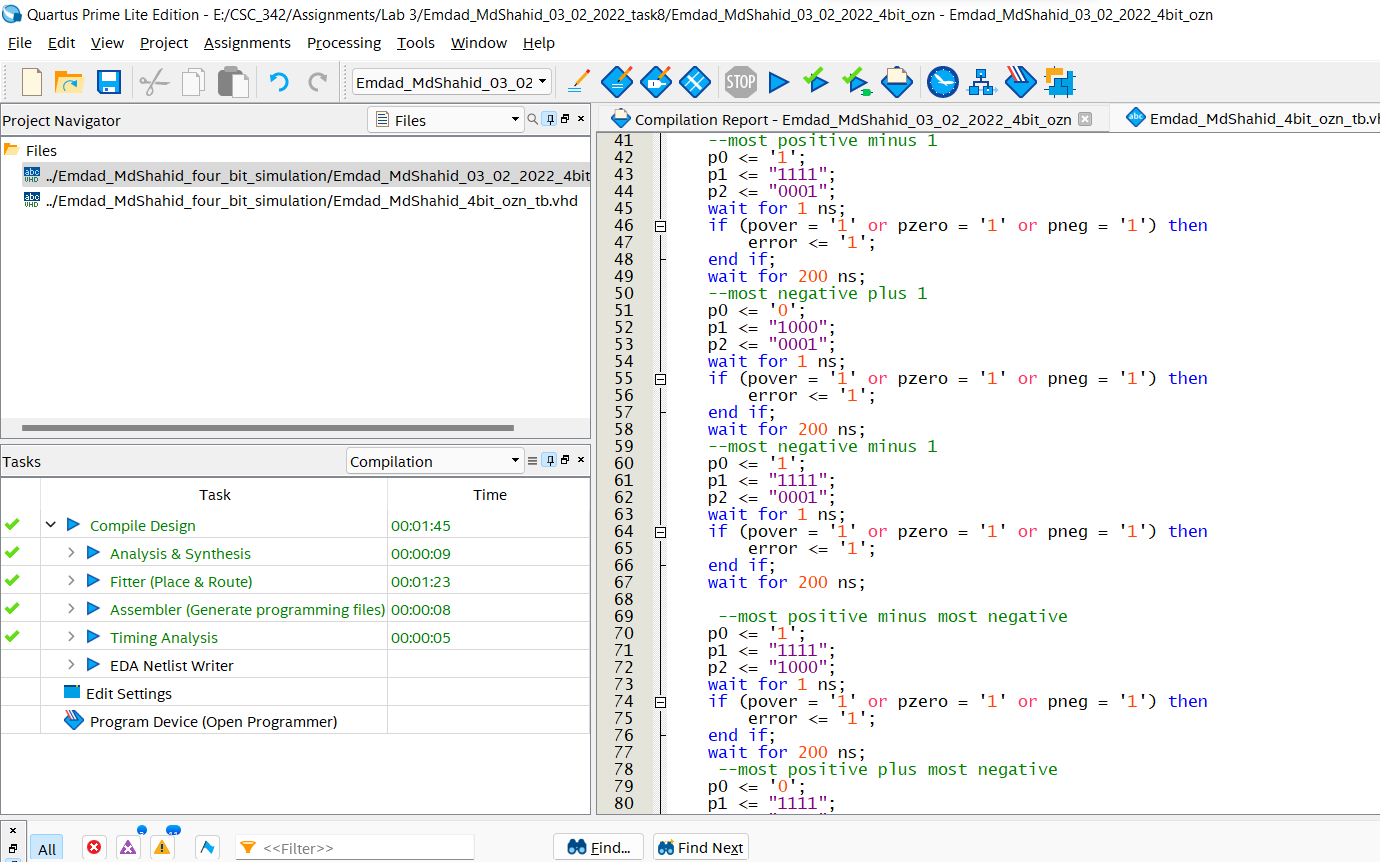 Quartus Prime Lite Edition - E:/CSC_342/Assignments/Lab 3/Emdad_MdShahid_03_02_2022_task8/Emdad_MdShahid_03_02_2022_4bit_ozn - Emdad_MdShahid_03_02_2022_4bit_ozn
File Edit View Project Assignments Processing Tools Window Help
Emdad_MdShahid_03_02
STOP
Project Navigator
Files
Files
abc VHD ../Emdad_MdShahid_four_bit_simulation/Emdad_MdShahid_03_02_2022_4bit
abc VHD ../Emdad_MdShahid_four_bit_simulation/Emdad_MdShahid_4bit_ozn_tb.vhd
Tasks
Compilation
Task Time
Compile Design 00:01:45
Analysis & Synthesis 00:00:09
Fitter (Place & Route) 00:01:23
Assembler (Generate programming files) 00:00:08
Timing Analysis 00:00:05
EDA Netlist Writer
Edit Settings
Program Device (Open Programmer)
Compilation Report - Emdad_MdShahid_03_02_2022_4bit_ozn
abc Emdad_MdShahid_4bit_ozn_tb.vh
41 --most positive minus 1
42 p0 <= '1';
43 p1 <= "1111";
44 p2 <= "0001";
45 wait for 1 ns;
46 if (pover = '1' or pzero = '1' or pneg = '1') then
47 error <= '1';
48 end if;
49 wait for 200 ns;
50 --most negative plus 1
51 p0 <= '0';
52 p1 <= "1000";
53 p2 <= "0001";
54 wait for 1 ns;
55 if (pover = '1' or pzero = '1' or pneg = '1') then
56 error <= '1';
57 end if;
58 wait for 200 ns;
59 --most negative minus 1
60 p0 <= '1';
61 p1 <= "1111";
62 p2 <= "0001";
63 wait for 1 ns;
64 if (pover = '1' or pzero = '1' or pneg = '1') then
65 error <= '1';
66 end if;
67 wait for 200 ns;
68
69 --most positive minus most negative
70 p0 <= '1';
71 p1 <= "1111";
72 p2 <= "1000";
73 wait for 1 ns;
74 if (pover = '1' or pzero = '1' or pneg = '1') then
75 error <= '1';
76 end if;
77 wait for 200 ns;
78 --most positive plus most negative
79 p0 <= '0';
80 p1 <= "1111";
All <<Filter>> Find... Find Next